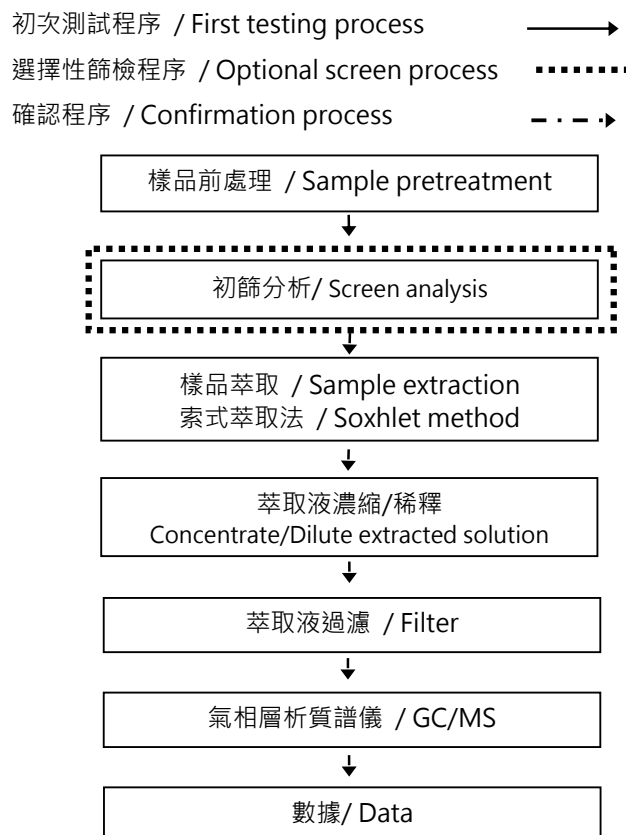 初次測試程序 / First testing process
選擇性篩檢程序 / Optional screen process
確認程序 / Confirmation process
樣品前處理 / Sample pretreatment
初篩分析/ Screen analysis
樣品萃取 / Sample extraction
索式萃取法 / Soxhlet method
萃取液濃縮/稀釋
Concentrate/Dilute extracted solution
萃取液過濾 / Filter
氣相層析質譜儀 / GC/MS
數據/ Data